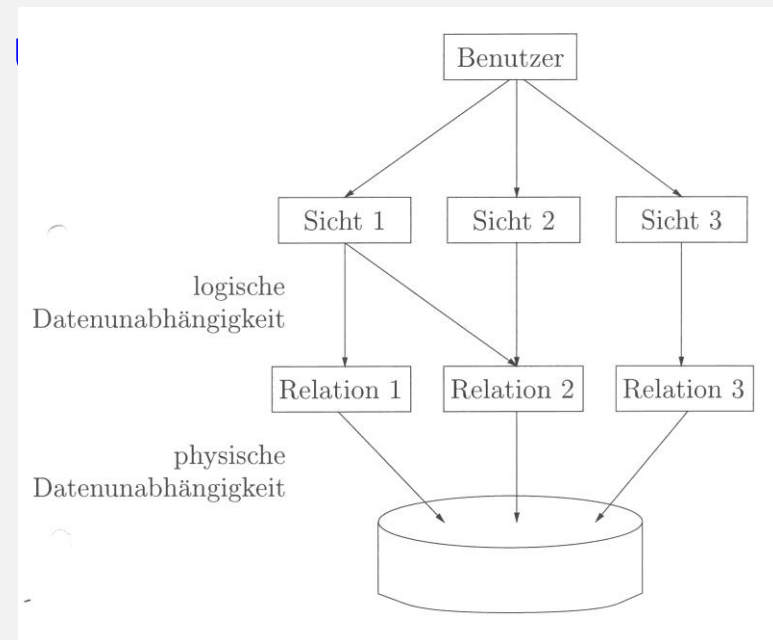 Benutzer
Sicht 1 Sicht 2 Sicht 3
logische
Datenunabhängigkeit
Relation 1 Relation 2 Relation 3
physische
Datenunabhängigkeit